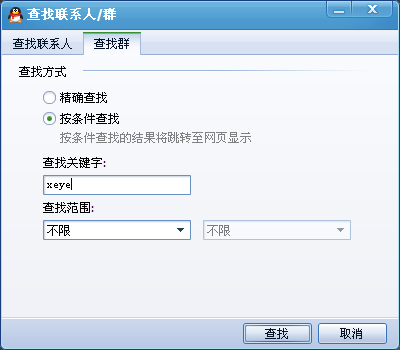 查找联系人/群
查找联系人 查找群
查找方式
精确查找
按条件查找
按条件查找的结果将跳转至网页显示
查找关键字:
xeye
查找范围:
不限 不限
查找 取消